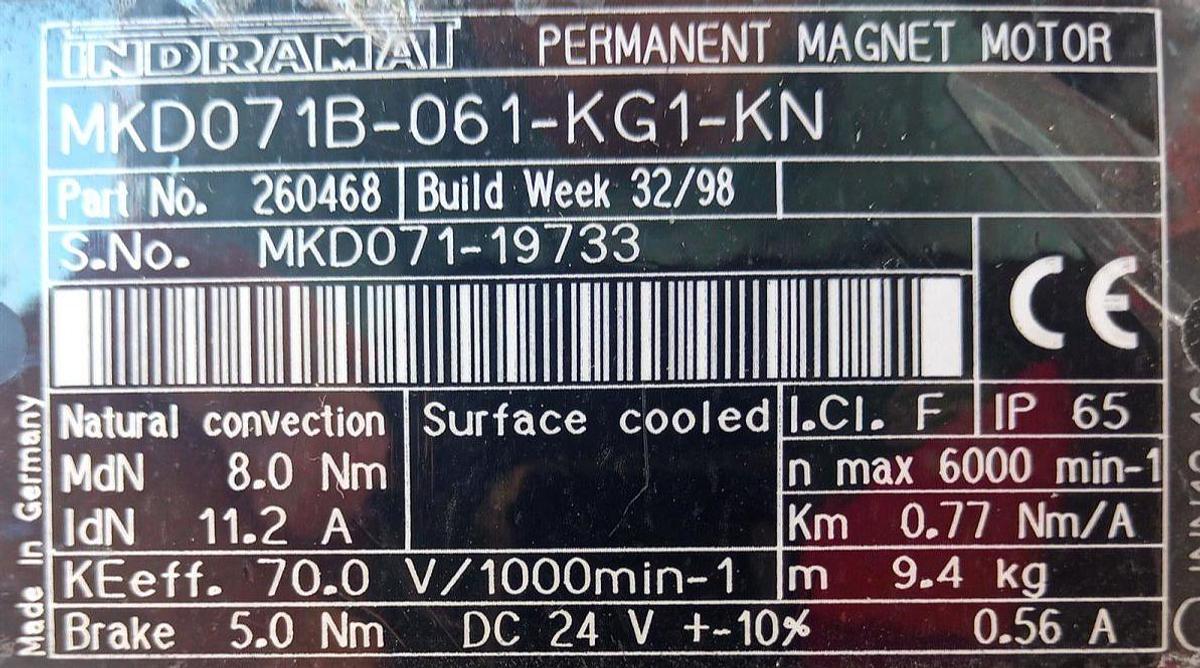 INDRAMAT PERMANENT MAGNET MOTOR
MKD071B-061-KG1-KN
Part No. 260468 Build Week 32/98
S.No. MKD071-19733
CE
Natural convection Surface cooled I.Cl. F IP 65
MdN 8.0 Nm n max 6000 min-1
IdN 11.2 A Km 0.77 Nm/A
KEeff. 70.0 V/1000min-1 m 9.4 kg
Brake 5.0 Nm DC 24 V +-10% 0.56 A
Made In Germany